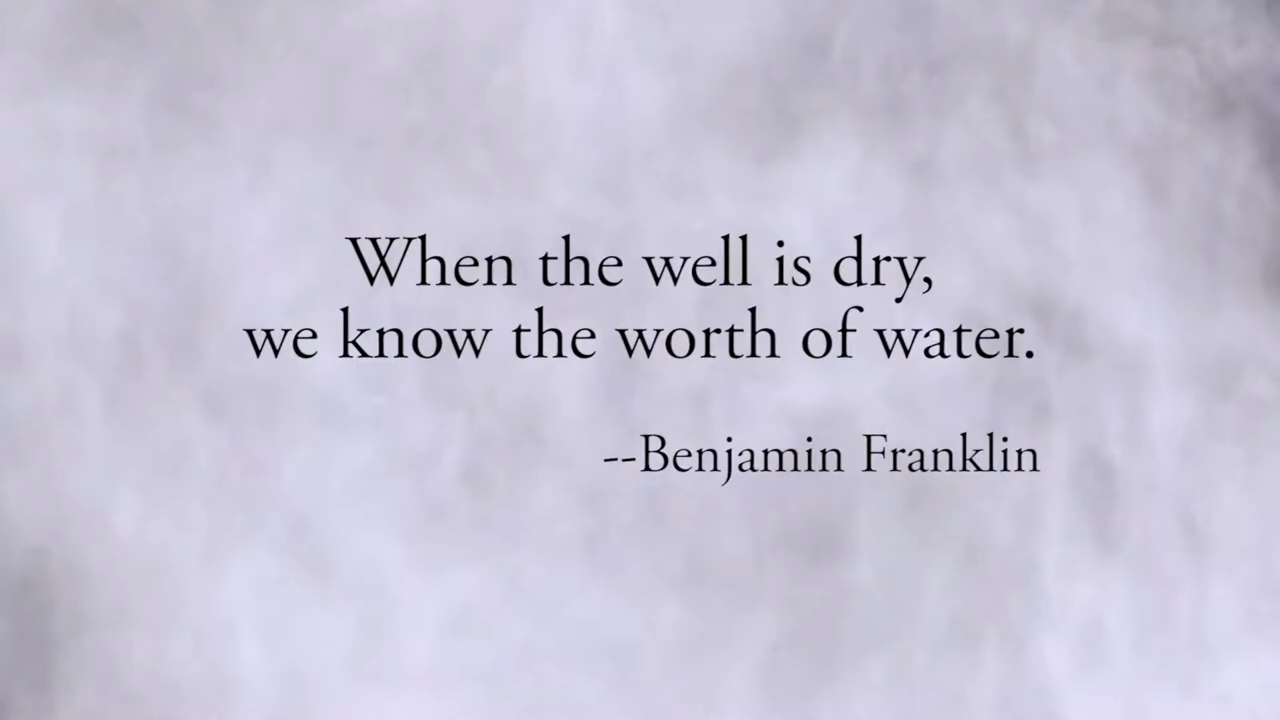 When the well is dry,
we know the worth of water.
--Benjamin Franklin